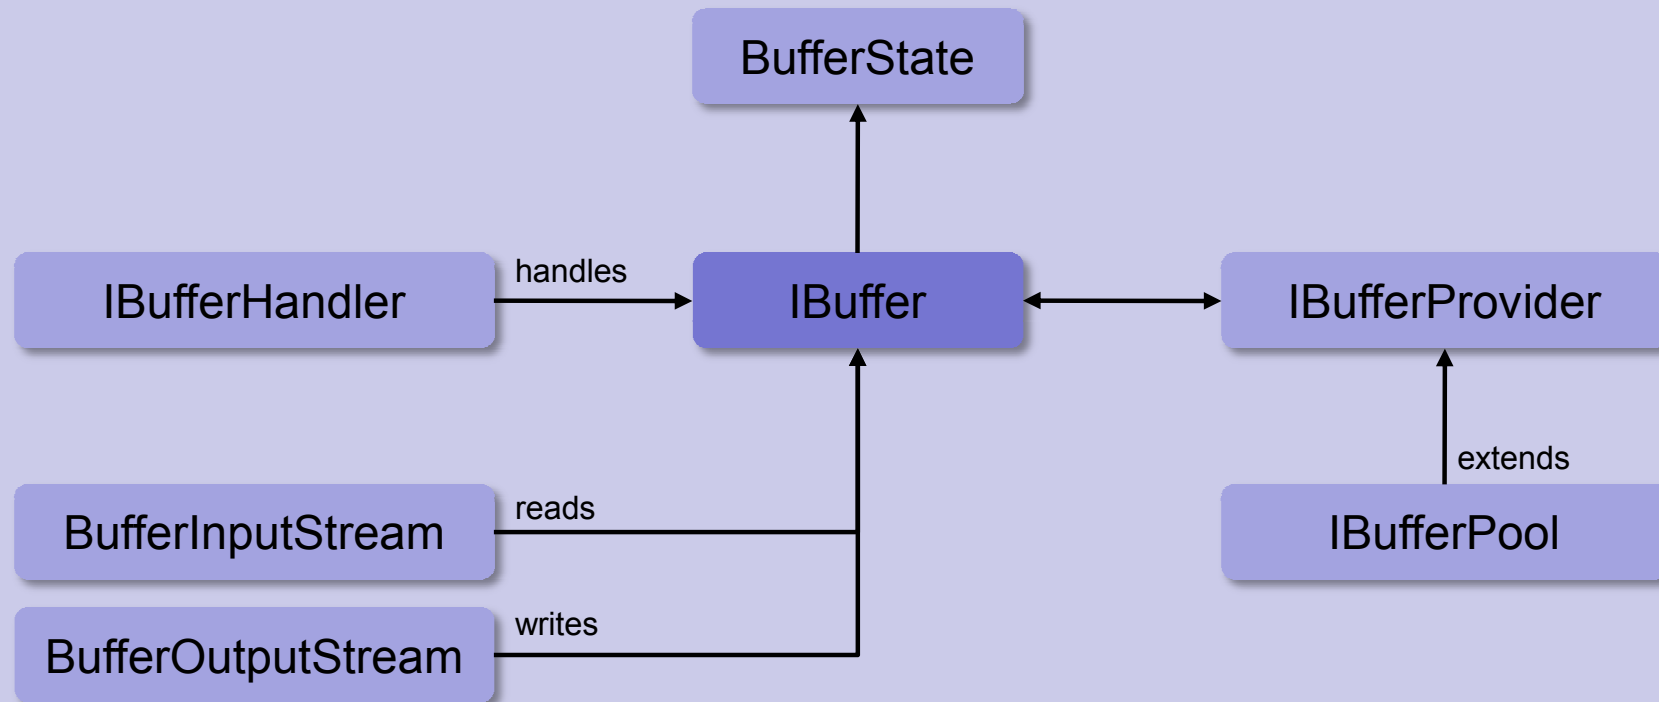 BufferState
IBufferHandler
handles
IBuffer
IBufferProvider
extends
BufferInputStream
reads
IBufferPool
writes
BufferOutputStream